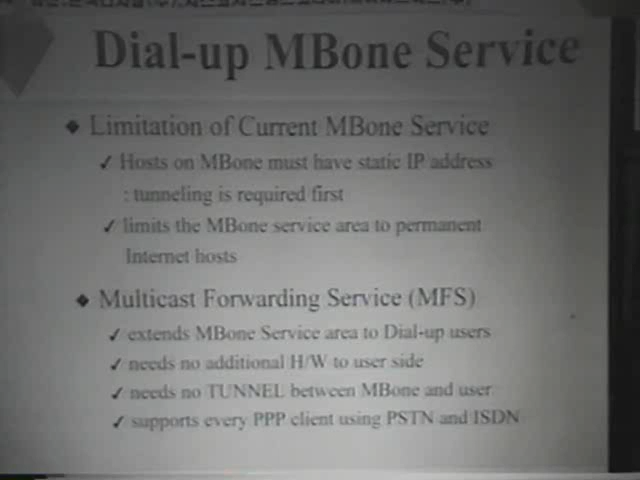 Dial-up MBone Service
◆ Limitation of Current MBone Service
✓ Hosts on MBone must have static IP address
: tunneling is required first
✓ limits the MBone service area to permanent
Internet hosts
◆ Multicast Forwarding Service (MFS)
✓ extends MBone Service area to Dial-up users
✓ needs no additional H/W to user side
✓ needs no TUNNEL between MBone and user
✓ supports every PPP client using PSTN and ISDN